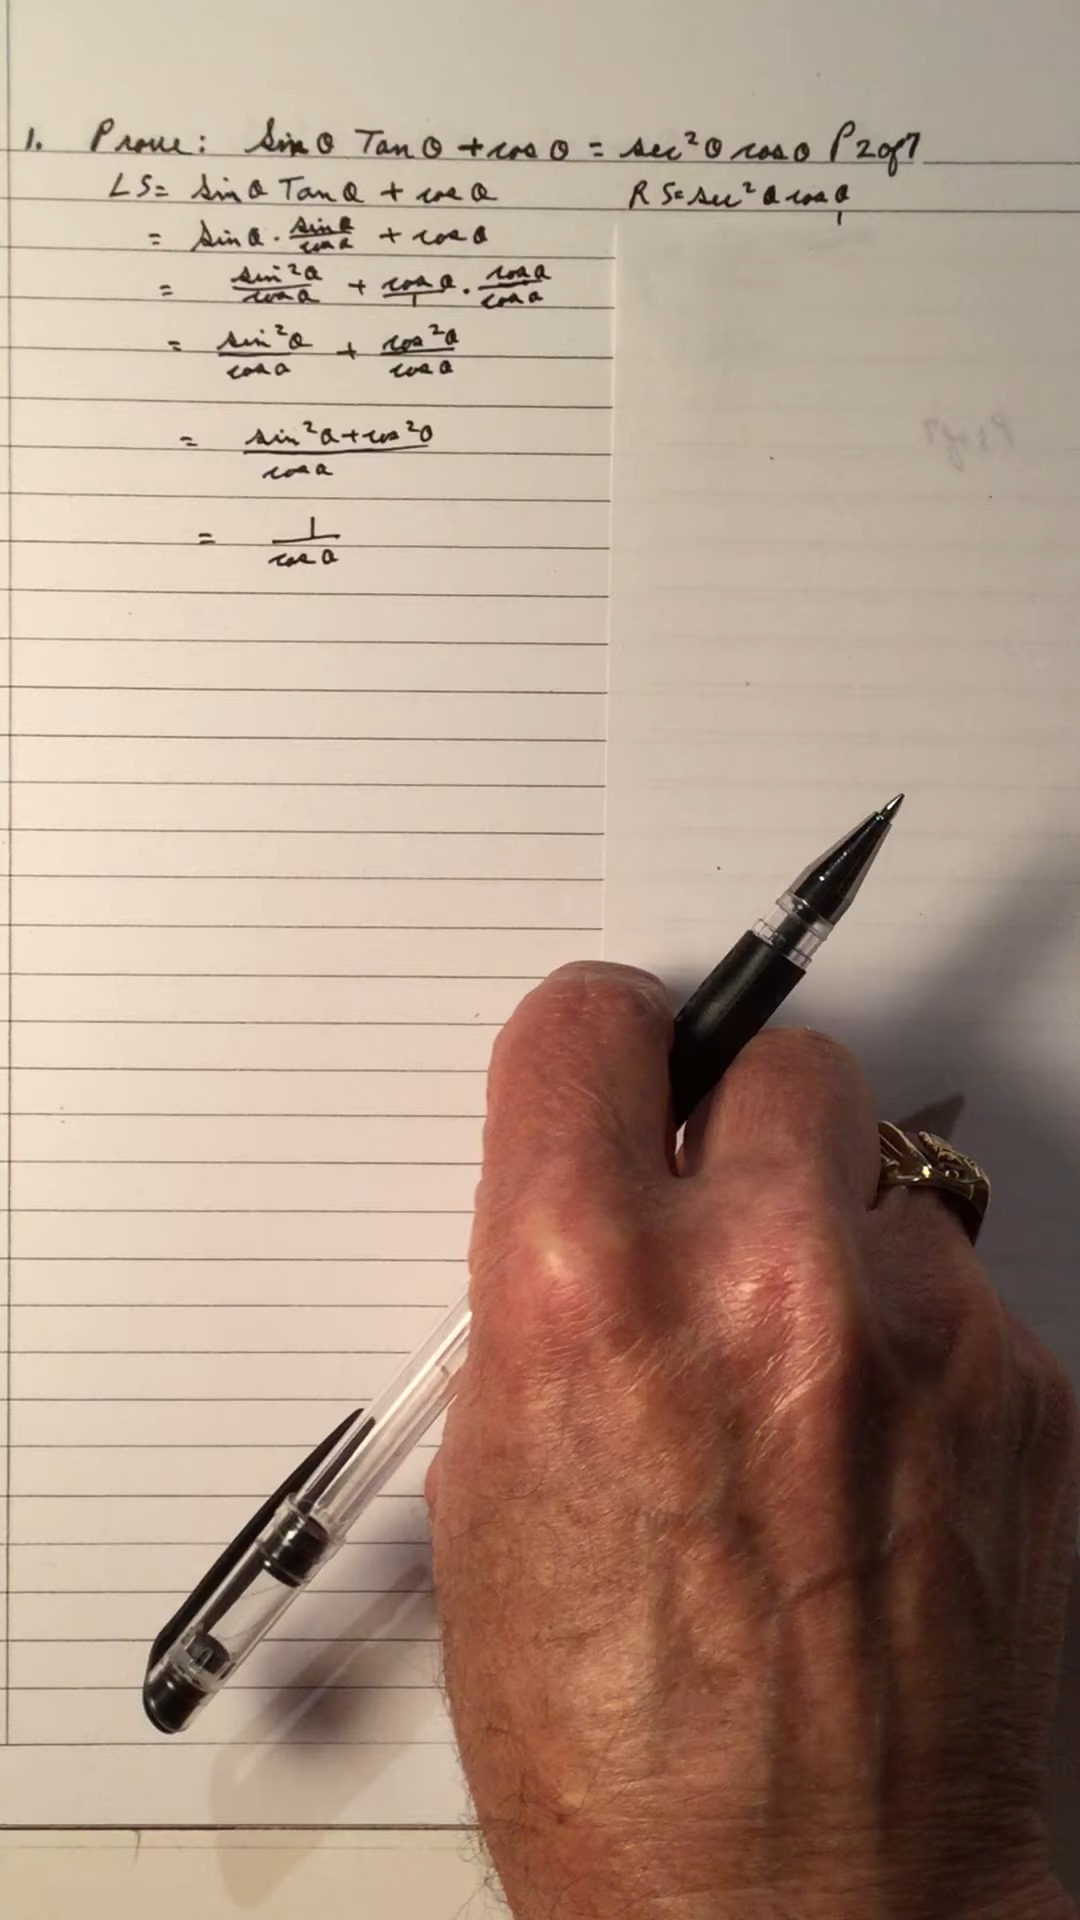 1. Prove: Sin θ Tan θ + cos θ = sec²θ cos θ P2of7
LS = Sin θ Tan θ + cos θ
RS = sec² θ cos θ
= Sin θ · sin θ/cos θ + cos θ
= sin²θ/cos θ + cos θ/1 · cos θ/cos θ
= sin²θ/cos θ + cos²θ/cos θ
= sin²θ + cos²θ/cos θ
= 1/cos θ